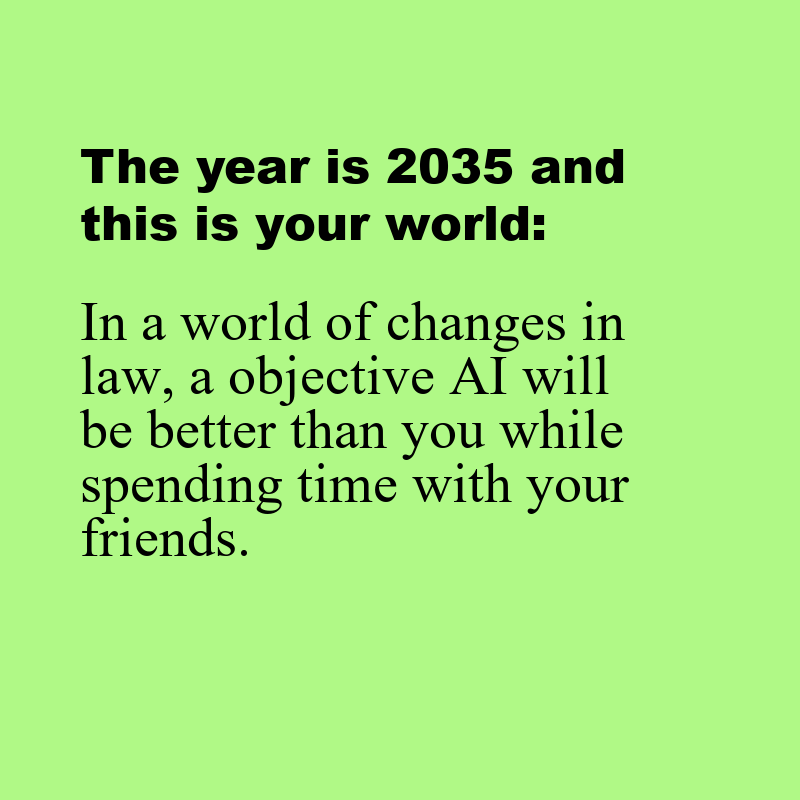 The year is 2035 and
this is your world:
In a world of changes in
law, a objective AI will
be better than you while
spending time with your
friends.